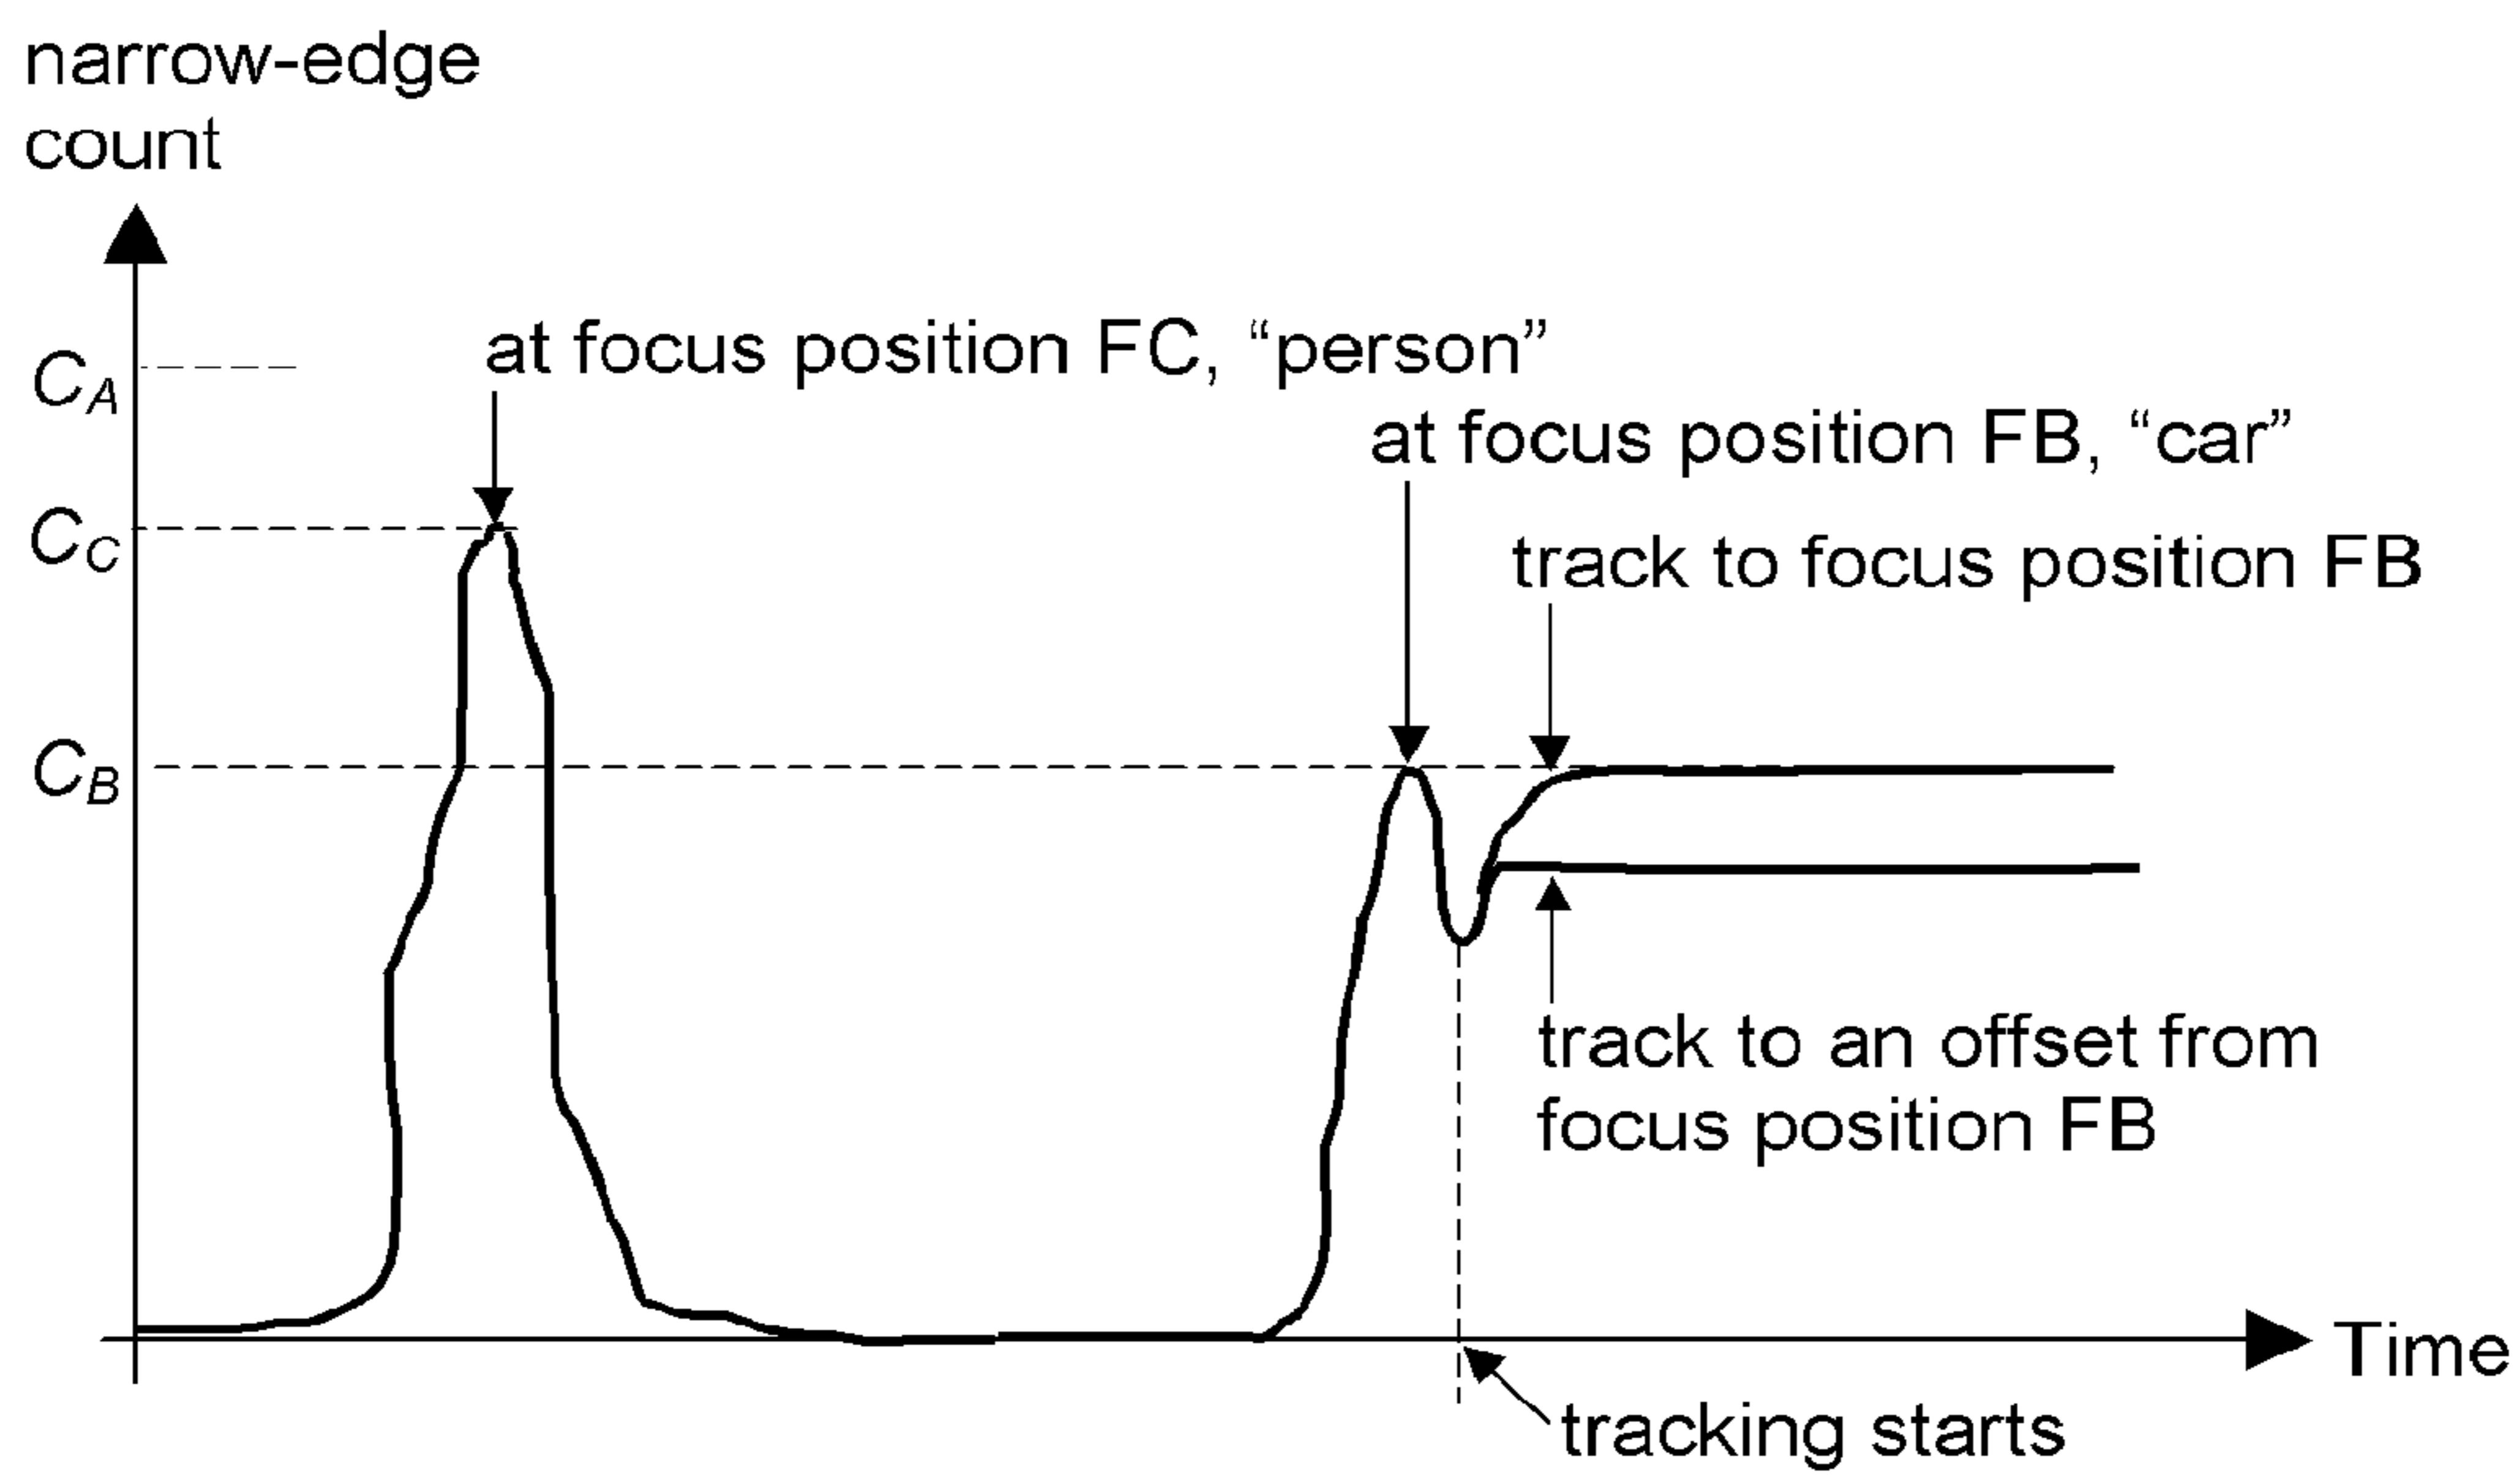 narrow-edge
count
C_A
at focus position FC, “person”
at focus position FB, “car”
C_C
track to focus position FB
C_B
track to an offset from
focus position FB
Time
tracking starts